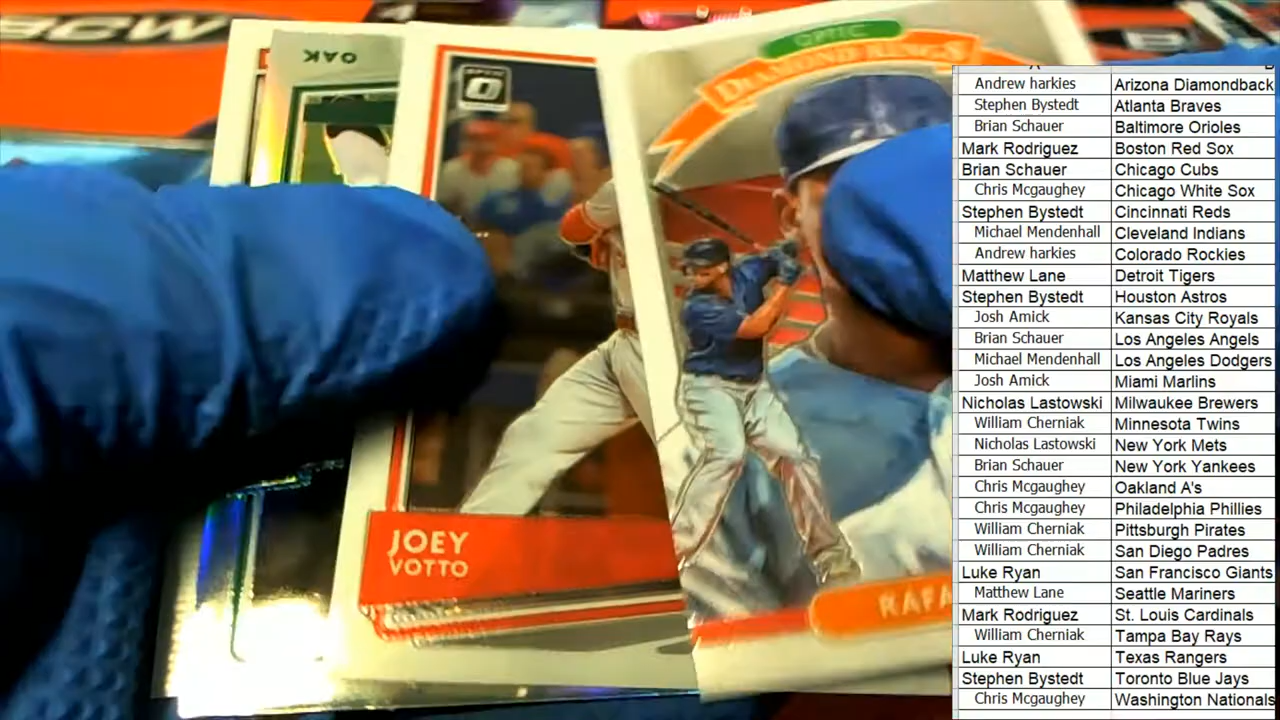 BCW
OAK
OPTIC
DIAMOND KINGS
JOEY
VOTTO
RAFA
Andrew harkies Arizona Diamondback
Stephen Bystedt Atlanta Braves
Brian Schauer Baltimore Orioles
Mark Rodriguez Boston Red Sox
Brian Schauer Chicago Cubs
Chris Mcgaughey Chicago White Sox
Stephen Bystedt Cincinnati Reds
Michael Mendenhall Cleveland Indians
Andrew harkies Colorado Rockies
Matthew Lane Detroit Tigers
Stephen Bystedt Houston Astros
Josh Amick Kansas City Royals
Brian Schauer Los Angeles Angels
Michael Mendenhall Los Angeles Dodgers
Josh Amick Miami Marlins
Nicholas Lastowski Milwaukee Brewers
William Cherniak Minnesota Twins
Nicholas Lastowski New York Mets
Brian Schauer New York Yankees
Chris Mcgaughey Oakland A's
Chris Mcgaughey Philadelphia Phillies
William Cherniak Pittsburgh Pirates
William Cherniak San Diego Padres
Luke Ryan San Francisco Giants
Matthew Lane Seattle Mariners
Mark Rodriguez St. Louis Cardinals
William Cherniak Tampa Bay Rays
Luke Ryan Texas Rangers
Stephen Bystedt Toronto Blue Jays
Chris Mcgaughey Washington Nationals